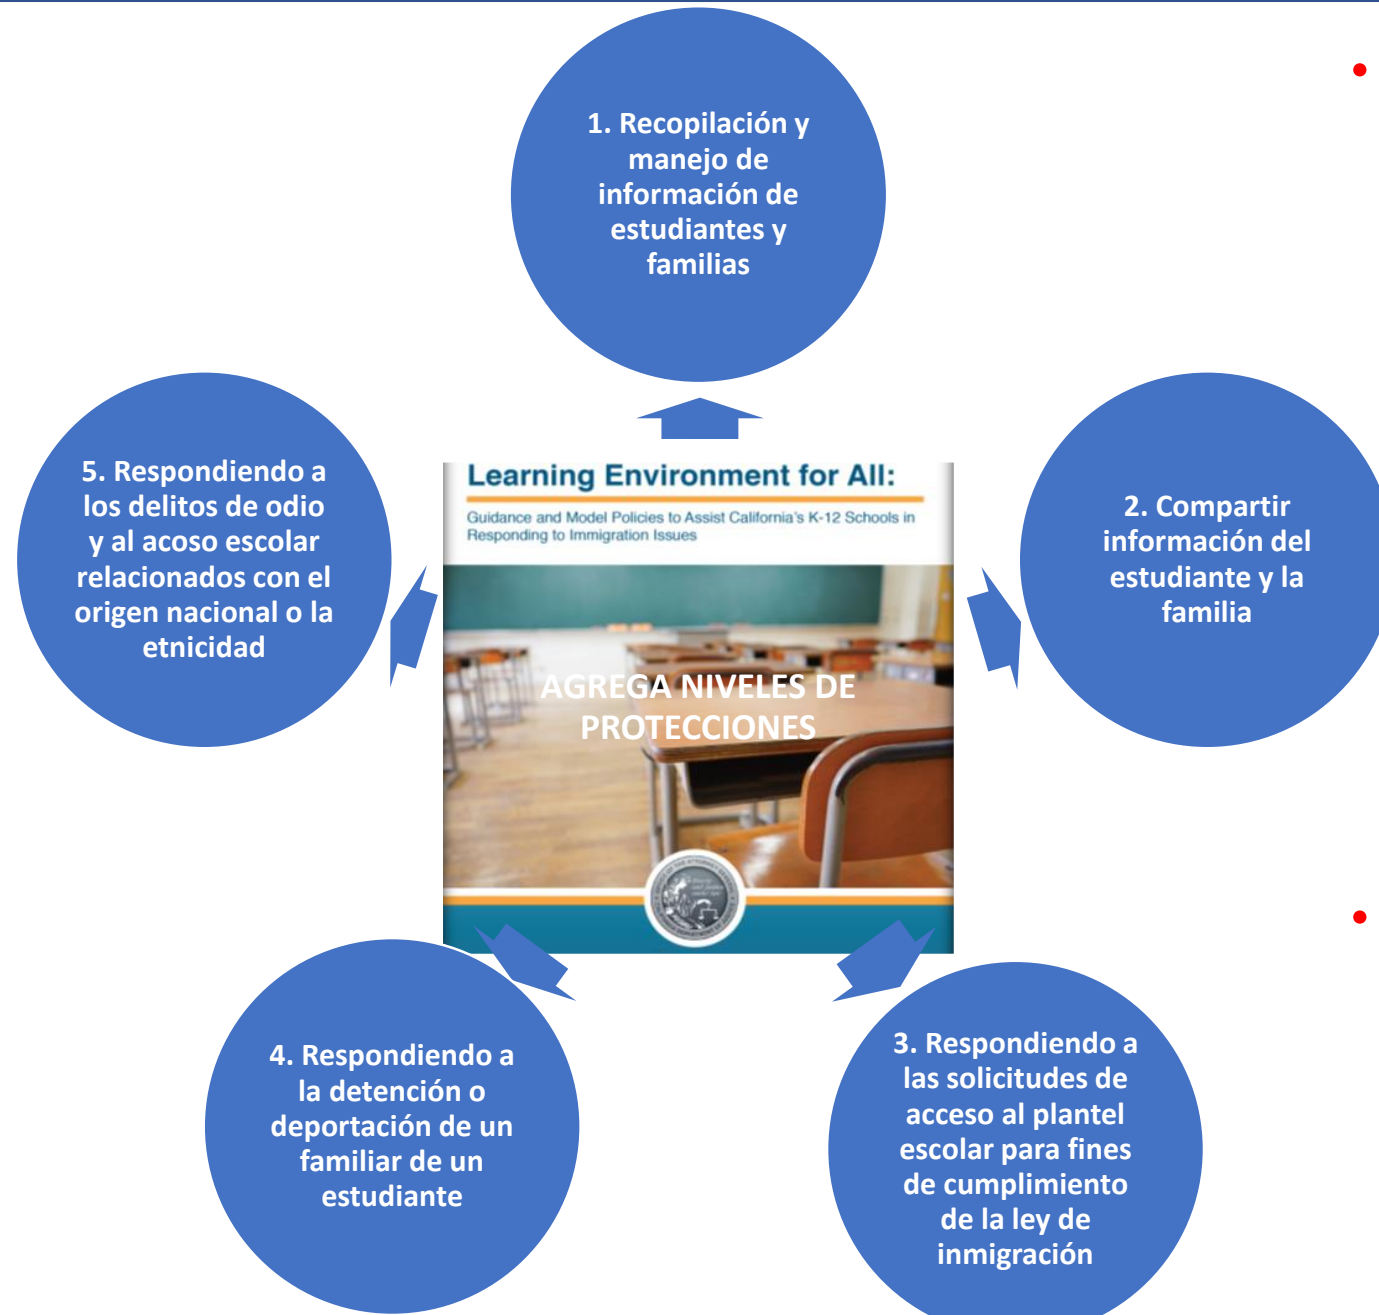 1. Recopilación y
manejo de
información de
estudiantes y
familias
2. Compartir
información del
estudiante y la
familia
3. Respondiendo a
las solicitudes de
acceso al plantel
escolar para fines
de cumplimiento
de la ley de
inmigración
4. Respondiendo a
la detención o
deportación de un
familiar de un
estudiante
5. Respondiendo a
los delitos de odio
y al acoso escolar
relacionados con el
origen nacional o la
etnicidad
Learning Environment for All:
Guidance and Model Policies to Assist California's K-12 Schools in
Responding to Immigration Issues
AGREGA NIVELES DE
PROTECCIONES